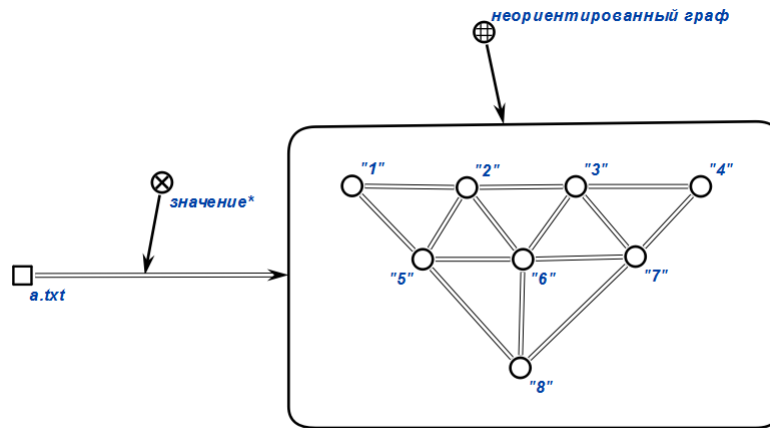 неориентированный граф
"1"
"2"
"3"
"4"
значение*
"5"
"6"
"7"
a.txt
"8"